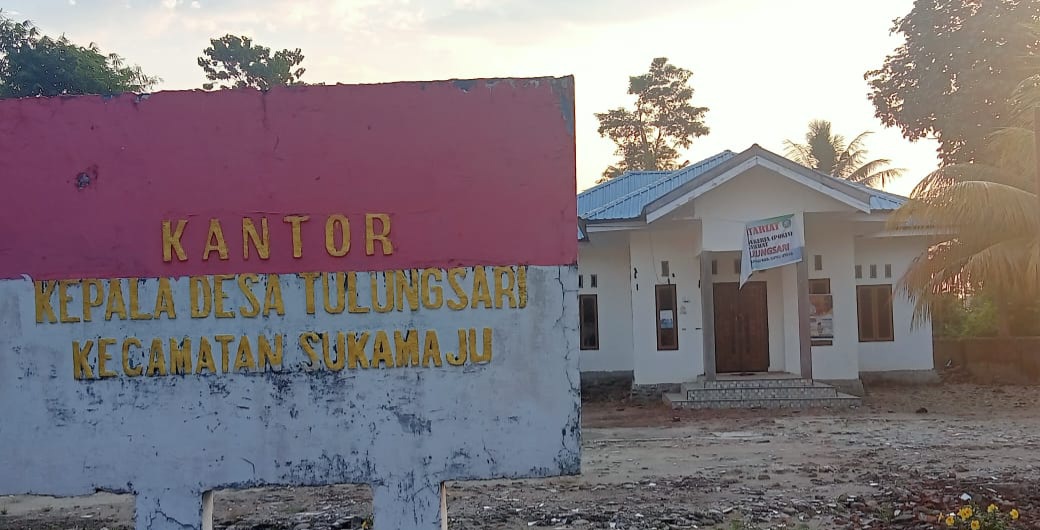 KANTOR
KEPALA DESA TULUNGSARI
KECAMATAN SUKAMAJU